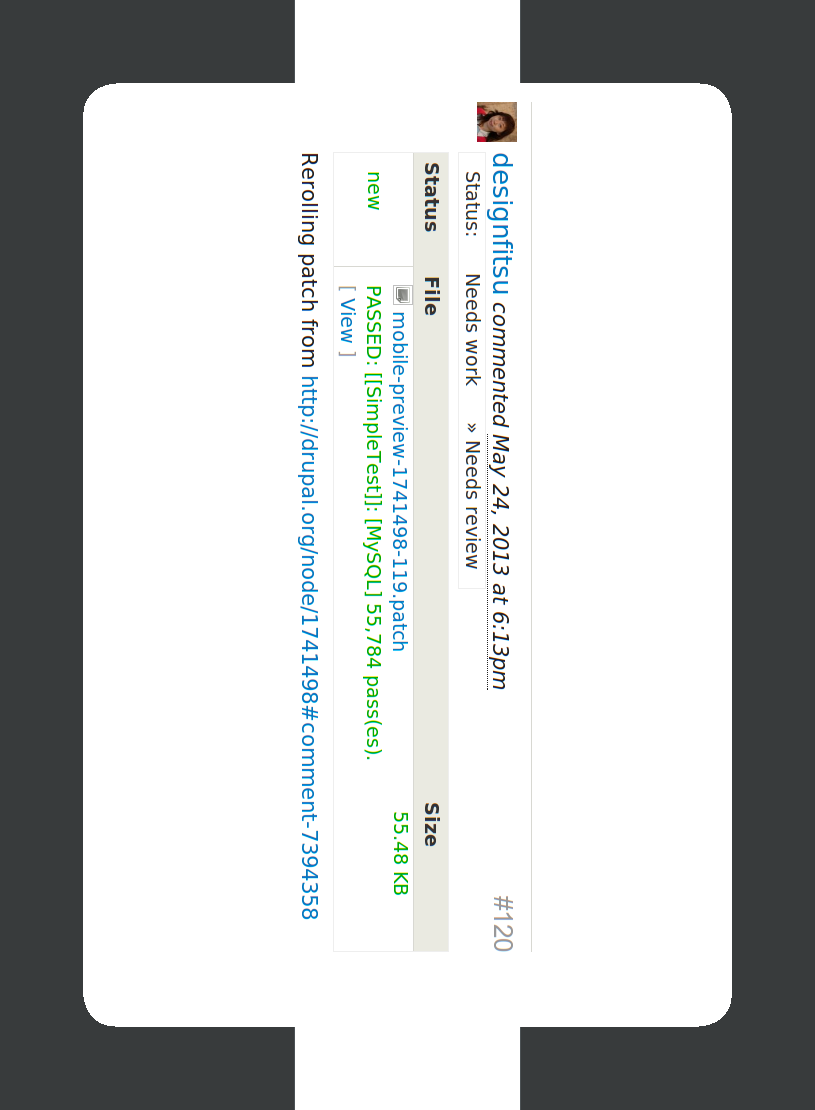 designfitsu commented May 24, 2013 at 6:13pm #120
Status: Needs work » Needs review
Status File Size
mobile-preview-1741498-119.patch 55.48 KB
new PASSED: [[SimpleTest]]: [MySQL] 55,784 pass(es).
[ View ]
Rerolling patch from http://drupal.org/node/1741498#comment-7394358